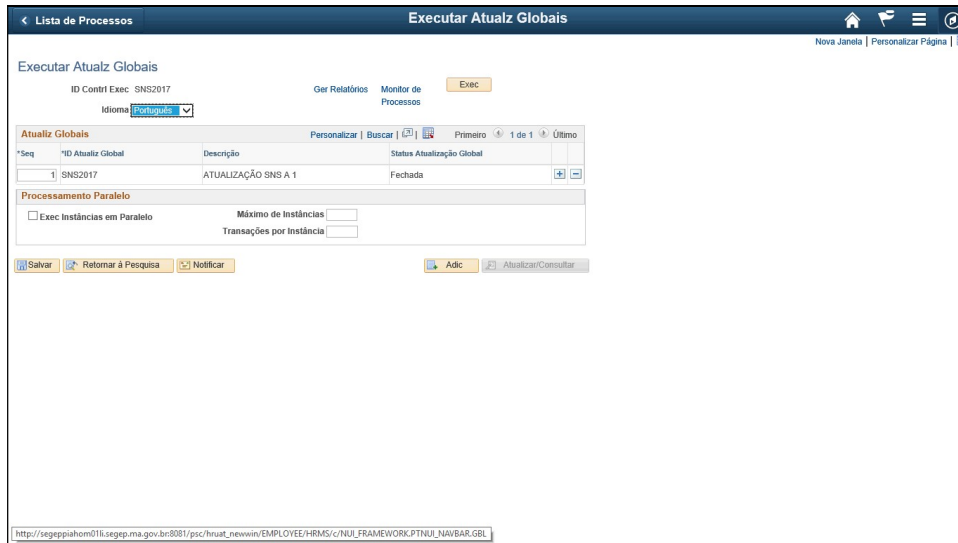 Lista de Processos
Executar Atualz Globais
Nova Janela | Personalizar Página |
Executar Atualz Globais
ID Contrl Exec SNS2017
Ger Relatórios Monitor de Processos
Exec
Idioma: Português
Atualiz Globais
Personalizar | Buscar | | Primeiro 1 de 1 Último
*Seq *ID Atualiz Global Descrição Status Atualização Global
1 SNS2017 ATUALIZAÇÃO SNS A 1 Fechada
Processamento Paralelo
Exec Instâncias em Paralelo Máximo de Instâncias
Transações por Instância
Salvar Retornar à Pesquisa Notificar Adic Atualizar/Consultar
http://segeppiahom01li.segep.ma.gov.br:8081/psc/hruat_newwin/EMPLOYEE/HRMS/c/NUI_FRAMEWORK.PTNUI_NAVBAR.GBL